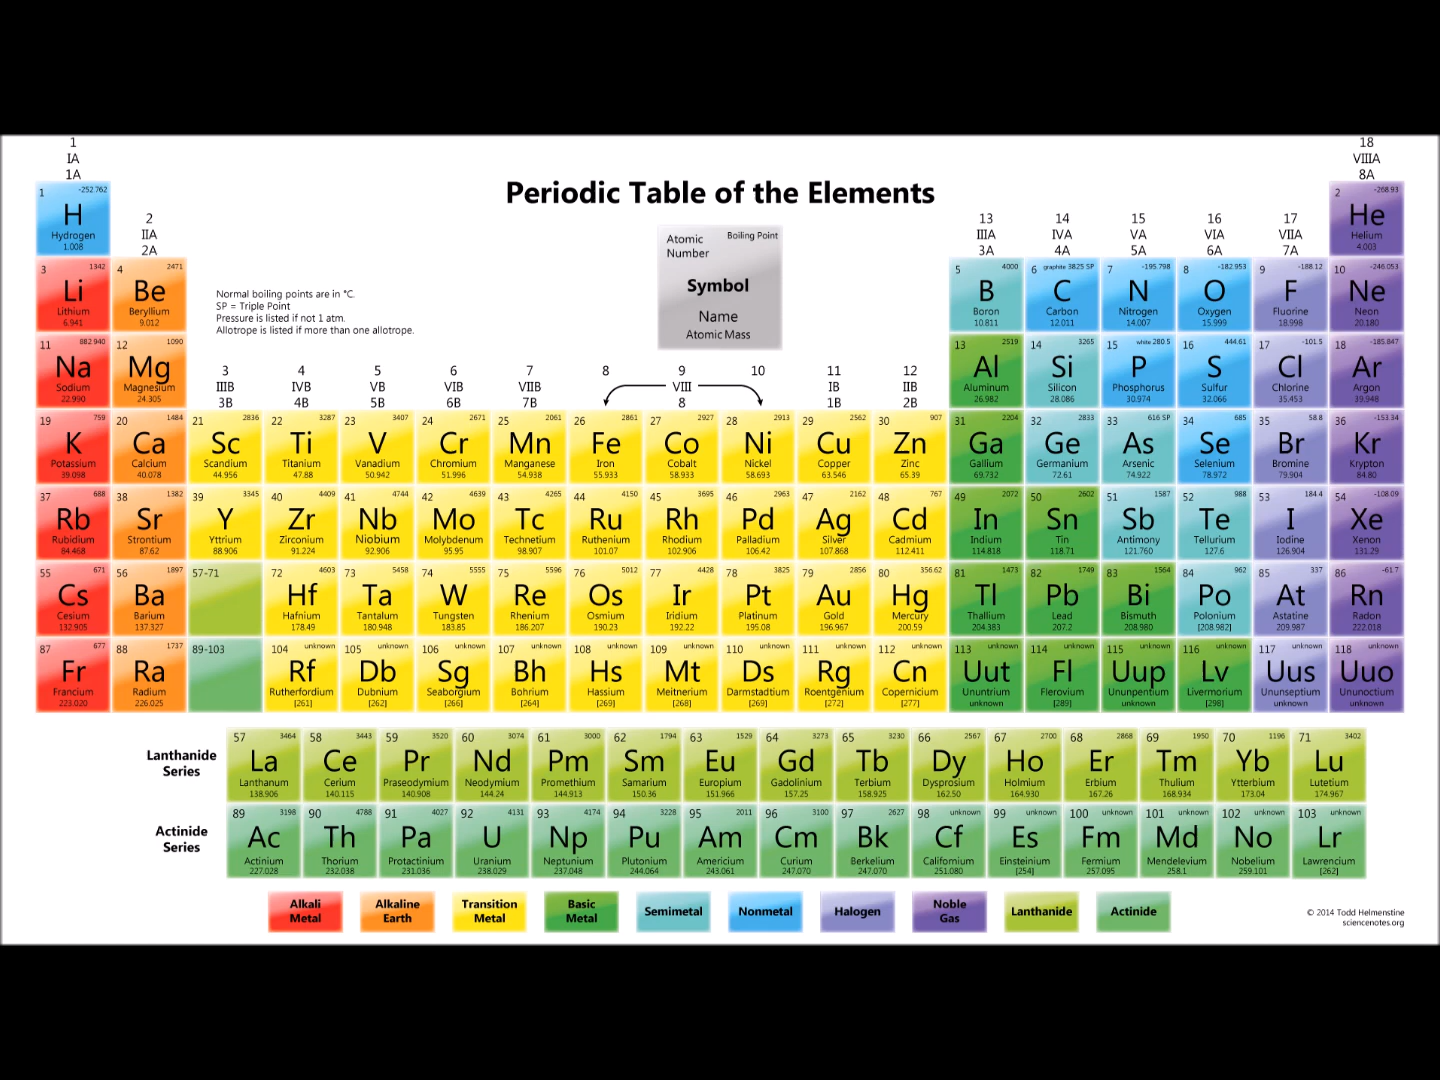 1
IA
1A
18
VIIIA
8A
Periodic Table of the Elements
1 -252.762
H
Hydrogen
1.008
2 -268.93
He
Helium
4.003
2
IIA
2A
13
IIIA
3A
14
IVA
4A
15
VA
5A
16
VIA
6A
17
VIIA
7A
Atomic Number
Boiling Point
Symbol
Name
Atomic Mass
Normal boiling points are in °C.
SP = Triple Point
Pressure is listed if not 1 atm.
Allotrope is listed if more than one allotrope.
3 1342
Li
Lithium
6.941
4 2471
Be
Beryllium
9.012
5 4000
B
Boron
10.811
6 graphite 3825 SP
C
Carbon
12.011
7 -195.798
N
Nitrogen
14.007
8 -182.953
O
Oxygen
15.999
9 -188.12
F
Fluorine
18.998
10 -246.053
Ne
Neon
20.180
11 882.940
Na
Sodium
22.990
12 1090
Mg
Magnesium
24.305
3
IIIB
3B
4
IVB
4B
5
VB
5B
6
VIB
6B
7
VIIB
7B
8 9 10
VIII
8
11
IB
1B
12
IIB
2B
13 2519
Al
Aluminum
26.982
14 3265
Si
Silicon
28.086
15 white 280.5
P
Phosphorus
30.974
16 444.61
S
Sulfur
32.066
17 -101.5
Cl
Chlorine
35.453
18 -185.847
Ar
Argon
39.948
19 759
K
Potassium
39.098
20 1484
Ca
Calcium
40.078
21 2836
Sc
Scandium
44.956
22 3287
Ti
Titanium
47.88
23 3407
V
Vanadium
50.942
24 2671
Cr
Chromium
51.996
25 2061
Mn
Manganese
54.938
26 2861
Fe
Iron
55.933
27 2927
Co
Cobalt
58.933
28 2913
Ni
Nickel
58.693
29 2562
Cu
Copper
63.546
30 907
Zn
Zinc
65.39
31 2204
Ga
Gallium
69.732
32 2833
Ge
Germanium
72.61
33 616 SP
As
Arsenic
74.922
34 685
Se
Selenium
78.972
35 58.8
Br
Bromine
79.904
36 -153.34
Kr
Krypton
84.80
37 688
Rb
Rubidium
84.468
38 1382
Sr
Strontium
87.62
39 3345
Y
Yttrium
88.906
40 4409
Zr
Zirconium
91.224
41 4744
Nb
Niobium
92.906
42 4639
Mo
Molybdenum
95.95
43 4265
Tc
Technetium
98.907
44 4150
Ru
Ruthenium
101.07
45 3695
Rh
Rhodium
102.906
46 2963
Pd
Palladium
106.42
47 2162
Ag
Silver
107.868
48 767
Cd
Cadmium
112.411
49 2072
In
Indium
114.818
50 2602
Sn
Tin
118.71
51 1587
Sb
Antimony
121.760
52 988
Te
Tellurium
127.6
53 184.4
I
Iodine
126.904
54 -108.09
Xe
Xenon
131.29
55 671
Cs
Cesium
132.905
56 1897
Ba
Barium
137.327
57-71
72 4603
Hf
Hafnium
178.49
73 5458
Ta
Tantalum
180.948
74 5555
W
Tungsten
183.85
75 5596
Re
Rhenium
186.207
76 5012
Os
Osmium
190.23
77 4428
Ir
Iridium
192.22
78 3825
Pt
Platinum
195.08
79 2856
Au
Gold
196.967
80 356.62
Hg
Mercury
200.59
81 1473
Tl
Thallium
204.383
82 1749
Pb
Lead
207.2
83 1564
Bi
Bismuth
208.980
84 962
Po
Polonium
[208.982]
85 337
At
Astatine
209.987
86 -61.7
Rn
Radon
222.018
87 677
Fr
Francium
223.020
88 1737
Ra
Radium
226.025
89-103
104 unknown
Rf
Rutherfordium
[261]
105 unknown
Db
Dubnium
[262]
106 unknown
Sg
Seaborgium
[266]
107 unknown
Bh
Bohrium
[264]
108 unknown
Hs
Hassium
[269]
109 unknown
Mt
Meitnerium
[268]
110 unknown
Ds
Darmstadtium
[269]
111 unknown
Rg
Roentgenium
[272]
112 unknown
Cn
Copernicium
[277]
113 unknown
Uut
Ununtrium
unknown
114 unknown
Fl
Flerovium
[289]
115 unknown
Uup
Ununpentium
unknown
116 unknown
Lv
Livermorium
[298]
117 unknown
Uus
Ununseptium
unknown
118 unknown
Uuo
Ununoctium
unknown
Lanthanide
Series
57 3464
La
Lanthanum
138.906
58 3443
Ce
Cerium
140.115
59 3520
Pr
Praseodymium
140.908
60 3074
Nd
Neodymium
144.24
61 3000
Pm
Promethium
144.913
62 1794
Sm
Samarium
150.36
63 1529
Eu
Europium
151.966
64 3273
Gd
Gadolinium
157.25
65 3230
Tb
Terbium
158.925
66 2567
Dy
Dysprosium
162.50
67 2700
Ho
Holmium
164.930
68 2868
Er
Erbium
167.26
69 1950
Tm
Thulium
168.934
70 1196
Yb
Ytterbium
173.04
71 3402
Lu
Lutetium
174.967
Actinide
Series
89 3198
Ac
Actinium
227.028
90 4788
Th
Thorium
232.038
91 4027
Pa
Protactinium
231.036
92 4131
U
Uranium
238.029
93 4174
Np
Neptunium
237.048
94 3228
Pu
Plutonium
244.064
95 2011
Am
Americium
243.061
96 3100
Cm
Curium
247.070
97 2627
Bk
Berkelium
247.070
98 unknown
Cf
Californium
251.080
99 unknown
Es
Einsteinium
[254]
100 unknown
Fm
Fermium
257.095
101 unknown
Md
Mendelevium
258.1
102 unknown
No
Nobelium
259.101
103 unknown
Lr
Lawrencium
[262]
Alkali
Metal
Alkaline
Earth
Transition
Metal
Basic
Metal
Semimetal
Nonmetal
Halogen
Noble
Gas
Lanthanide
Actinide
© 2014 Todd Helmenstine
sciencenotes.org